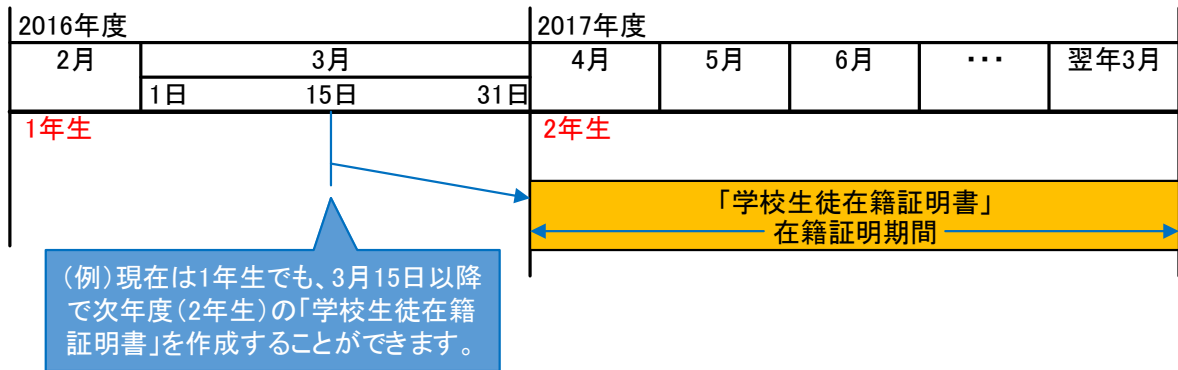 2016年度 2017年度
2月 3月 4月 5月 6月 ・・・ 翌年3月
1日 15日 31日
1年生 2年生
「学校生徒在籍証明書」
在籍証明期間
(例)現在は1年生でも、3月15日以降
で次年度(2年生)の「学校生徒在籍
証明書」を作成することができます。